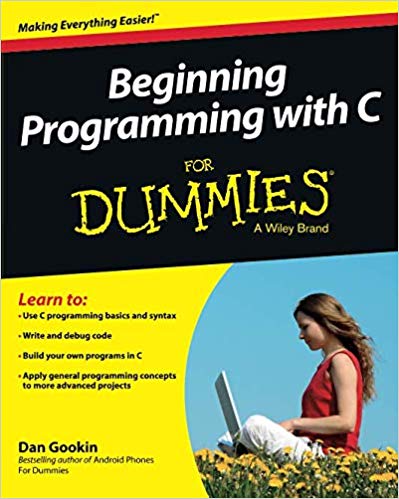 Making Everything Easier!™
Beginning
Programming with C
FOR
DUMMIES®
A Wiley Brand
Learn to:
• Use C programming basics and syntax
• Write and debug code
• Build your own programs in C
• Apply general programming concepts
to more advanced projects
Dan Gookin
Bestselling author of Android Phones
For Dummies